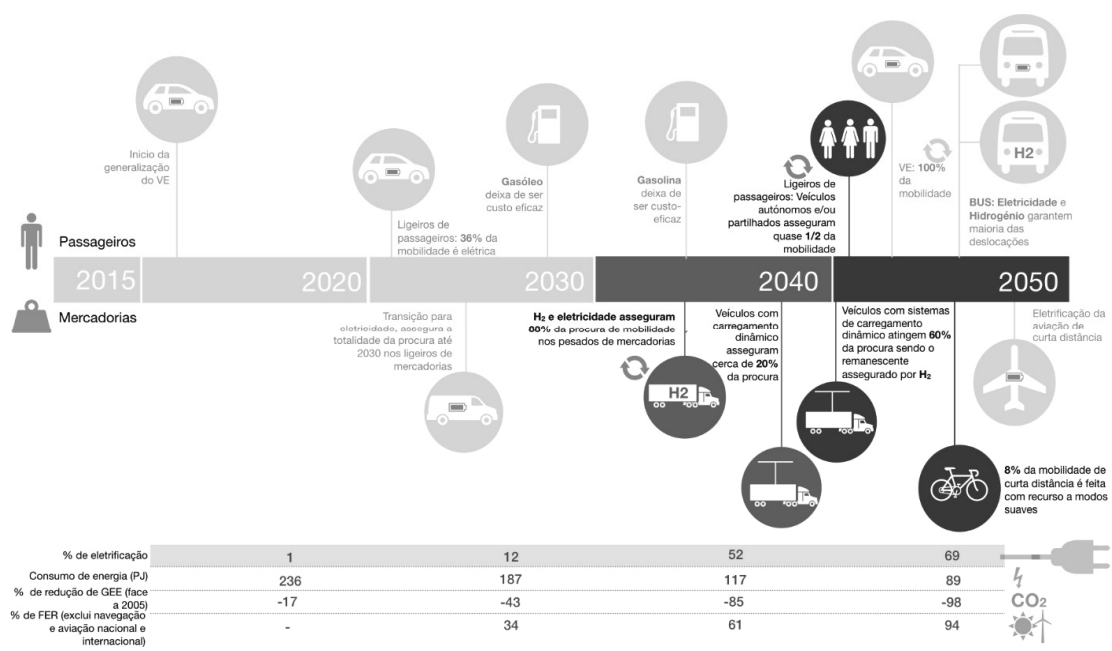 Inicio da
generalização
do VE
Ligeiros de
passageiros: 36% da
mobilidade é elétrica
Gasóleo
deixa de ser
custo eficaz
Gasolina
deixa de
ser custo-
eficaz
Ligeiros de
passageiros: Veículos
autónomos e/ou
partilhados asseguram
quase 1/2 da
mobilidade
VE: 100%
da
mobilidade
H2
BUS: Eletricidade e
Hidrogénio garantem
maioria das
deslocações
Passageiros
2015 2020 2030 2040 2050
Mercadorias
Transição para
eletricidade, assegura a
totalidade da procura até
2030 nos ligeiros de
mercadorias
H₂ e eletricidade asseguram
da procura de mobilidade
nos pesados de mercadorias
H2
Veículos com
carregamento
dinâmico
asseguram
cerca de 20%
da procura
Veículos com sistemas
de carregamento
dinâmico atingem 60%
da procura sendo o
remanescente
assegurado por H₂
Eletrificação da
aviação de
curta distância
8% da mobilidade de
curta distância é feita
com recurso a modos
suaves
% de eletrificação 1 12 52 69
Consumo de energia (PJ) 236 187 117 89
% de redução de GEE (face
a 2005) -17 -43 -85 -98
CO₂
% de FER (exclui navegação
e aviação nacional e
internacional) - 34 61 94